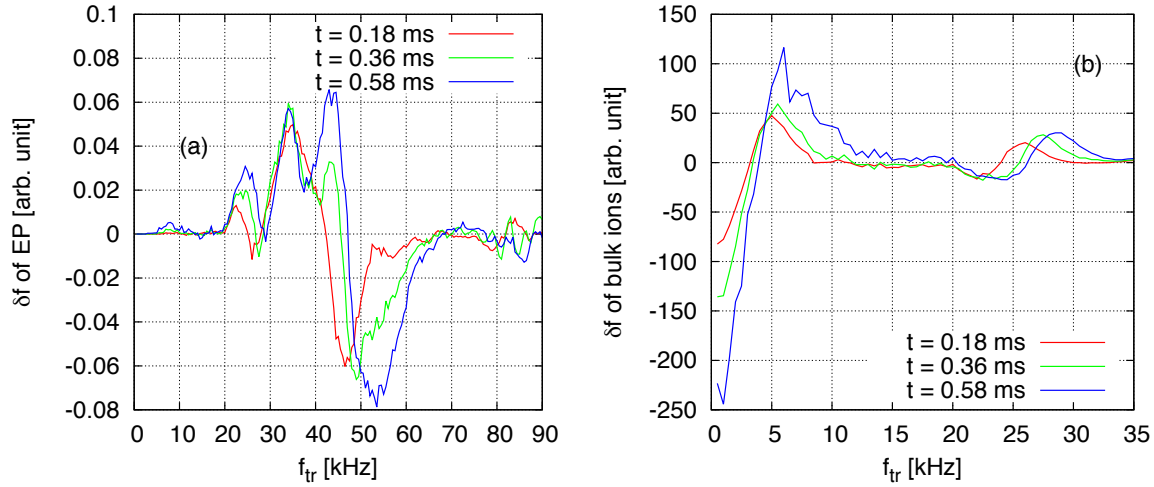 0.1
0.08
0.06
0.04
0.02
0
-0.02
-0.04
-0.06
-0.08
δf of EP [arb. unit]
t = 0.18 ms
t = 0.36 ms
t = 0.58 ms
(a)
0 10 20 30 40 50 60 70 80 90
f_tr [kHz]
150
100
50
0
-50
-100
-150
-200
-250
δf of bulk ions [arb. unit]
(b)
t = 0.18 ms
t = 0.36 ms
t = 0.58 ms
0 5 10 15 20 25 30 35
f_tr [kHz]